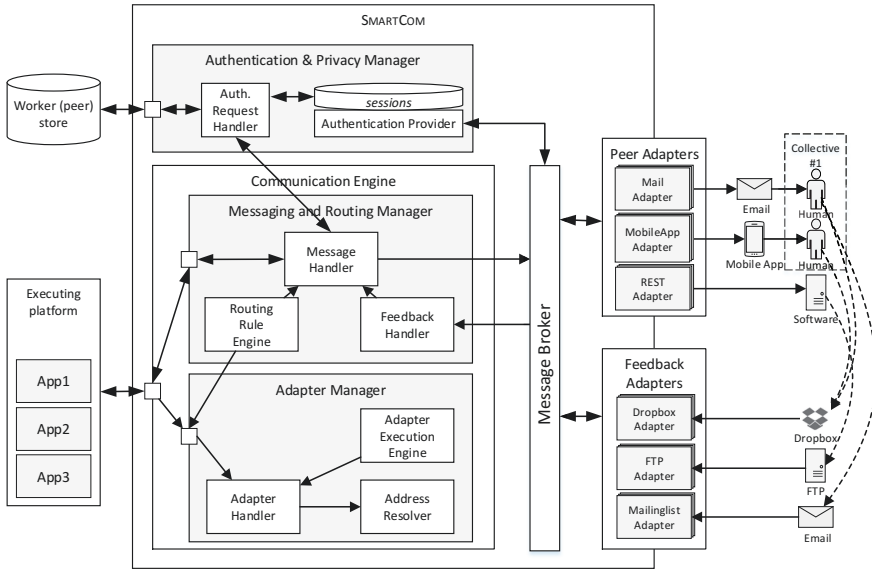 SMARTCOM
Authentication & Privacy Manager
Worker (peer)
store
Auth.
Request
Handler
sessions
Authentication Provider
Communication Engine
Messaging and Routing Manager
Message
Handler
Routing
Rule
Engine
Feedback
Handler
Executing
platform
App1
App2
App3
Adapter Manager
Adapter
Execution
Engine
Adapter
Handler
Address
Resolver
Message Broker
Peer Adapters
Mail
Adapter
MobileApp
Adapter
REST
Adapter
Email
Mobile App
Collective
#1
Human
Human
Software
Feedback
Adapters
Dropbox
Adapter
FTP
Adapter
Mailinglist
Adapter
Dropbox
FTP
Email